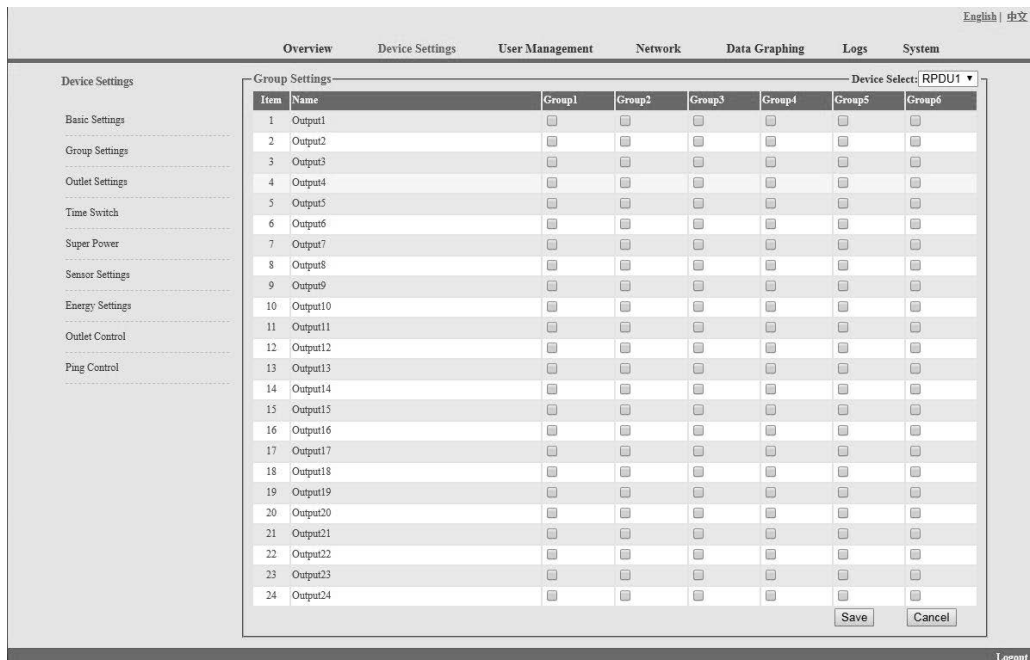 English | 中文
Overview Device Settings User Management Network Data Graphing Logs System
Device Settings
Basic Settings
Group Settings
Outlet Settings
Time Switch
Super Power
Sensor Settings
Energy Settings
Outlet Control
Ping Control
Group Settings Device Select: RPDU1
Item Name Group1 Group2 Group3 Group4 Group5 Group6
1 Output1
2 Output2
3 Output3
4 Output4
5 Output5
6 Output6
7 Output7
8 Output8
9 Output9
10 Output10
11 Output11
12 Output12
13 Output13
14 Output14
15 Output15
16 Output16
17 Output17
18 Output18
19 Output19
20 Output20
21 Output21
22 Output22
23 Output23
24 Output24
Save Cancel
Logout